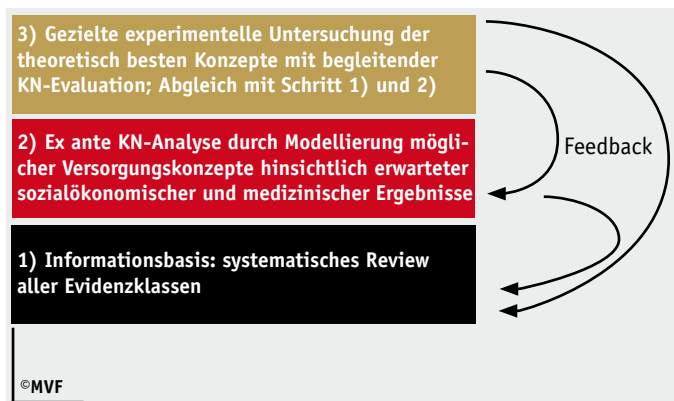 3) Gezielte experimentelle Untersuchung der
theoretisch besten Konzepte mit begleitender
KN-Evaluation; Abgleich mit Schritt 1) und 2)
2) Ex ante KN-Analyse durch Modellierung mögli-
cher Versorgungskonzepte hinsichtlich erwarteter
sozialökonomischer und medizinischer Ergebnisse
Feedback
1) Informationsbasis: systematisches Review
aller Evidenzklassen
©MVF